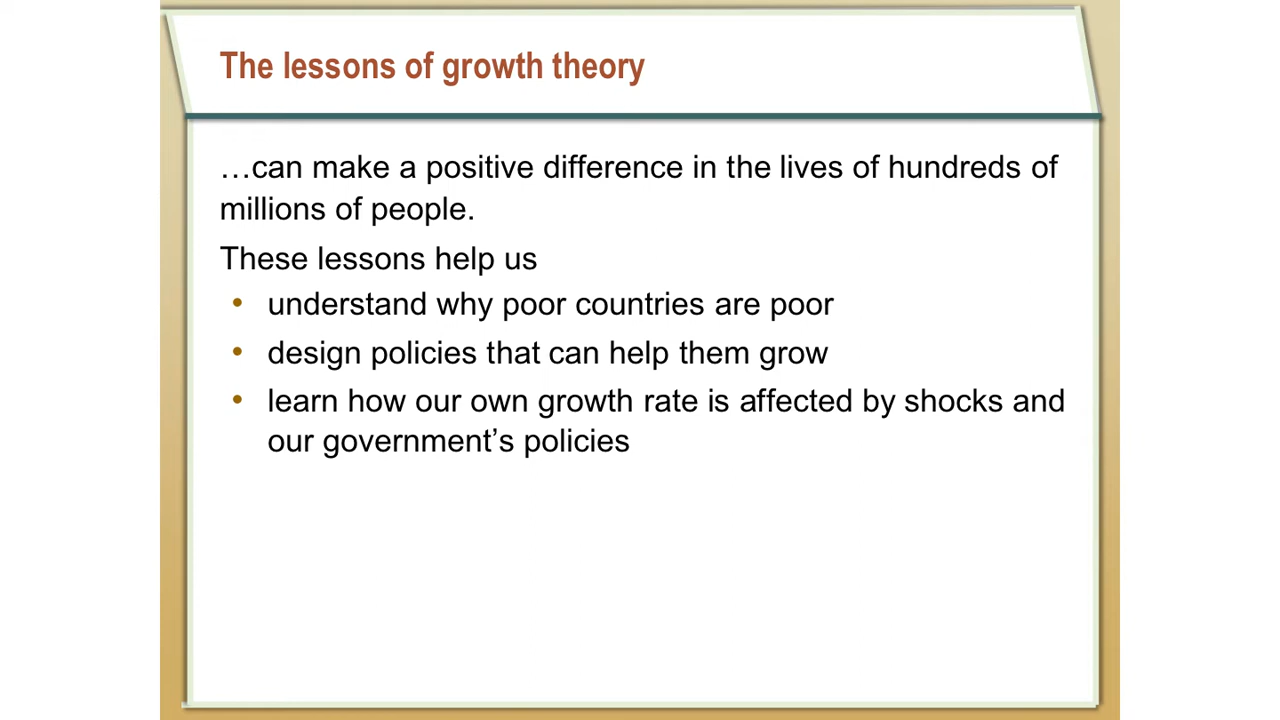 The lessons of growth theory
…can make a positive difference in the lives of hundreds of
millions of people.
These lessons help us
• understand why poor countries are poor
• design policies that can help them grow
• learn how our own growth rate is affected by shocks and
our government’s policies